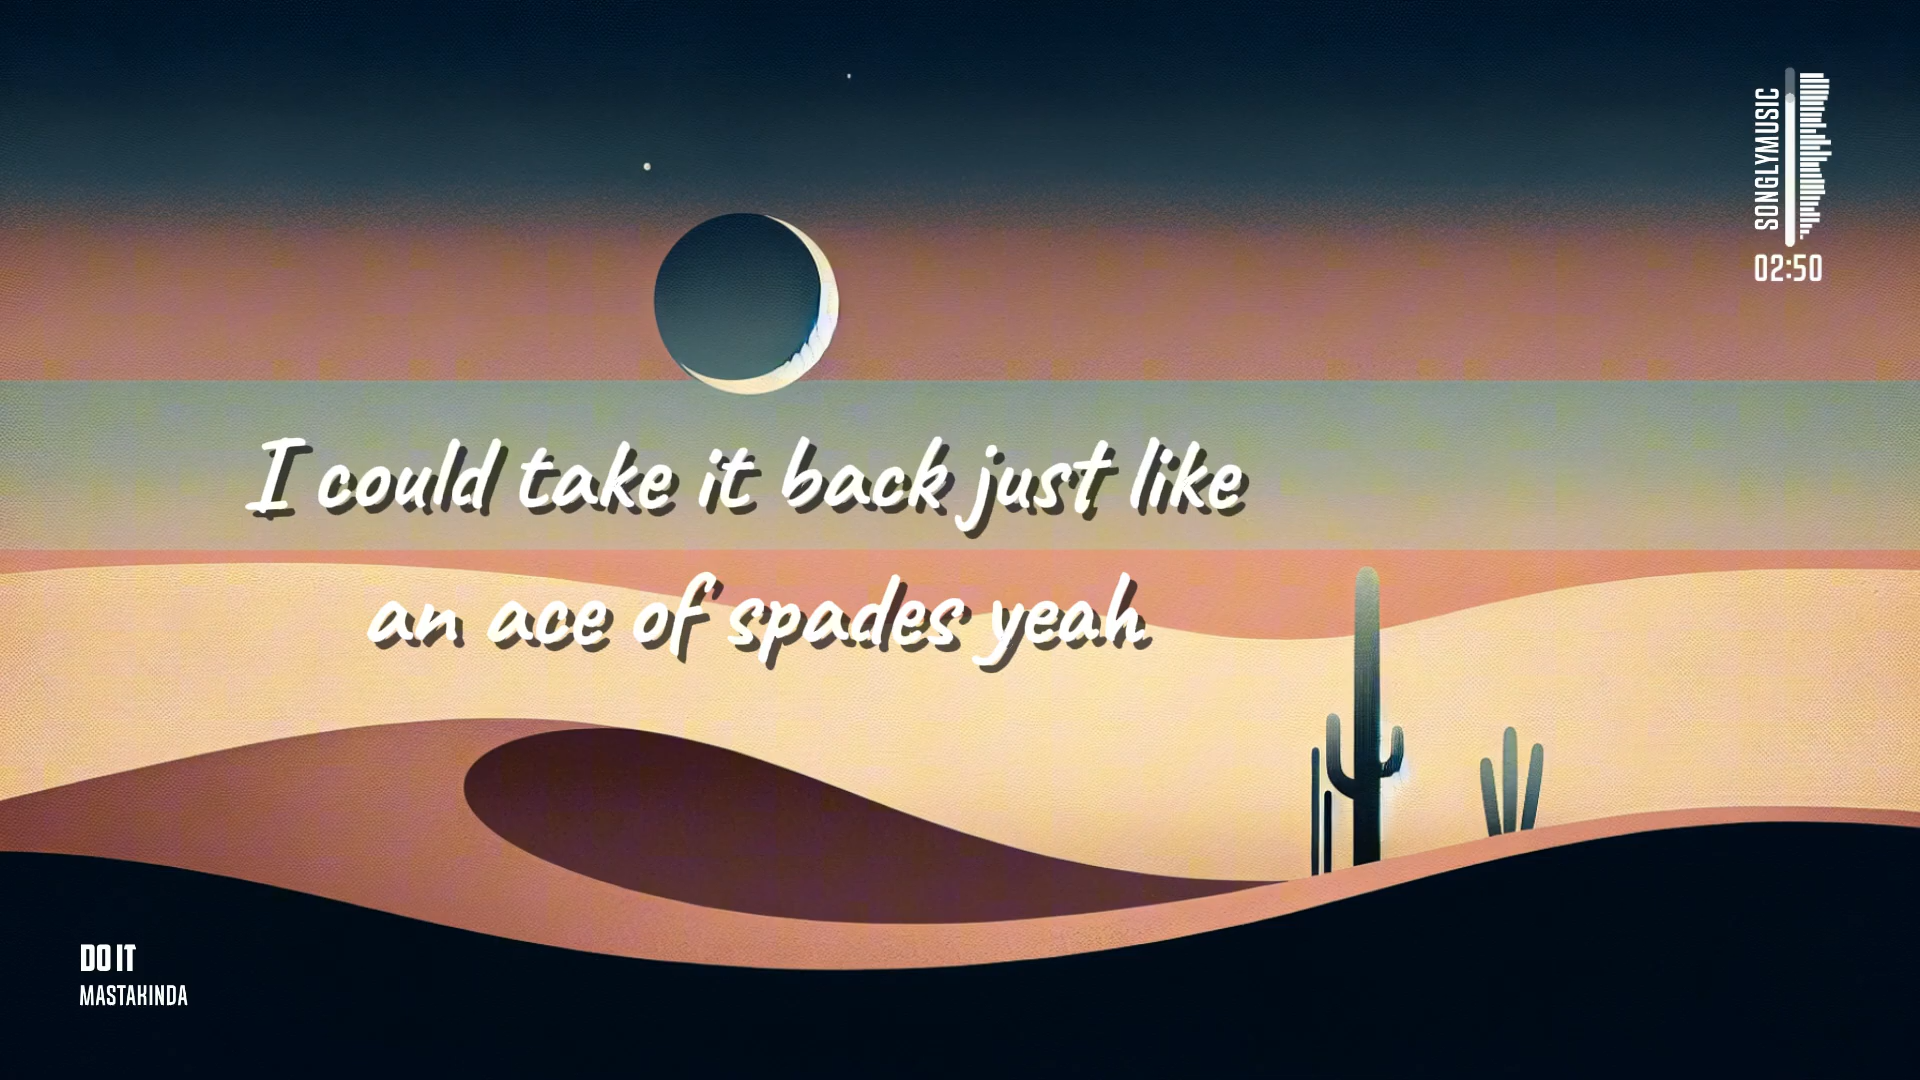 SONGLYMUSIC
02:50
I could take it back just like
an ace of spades yeah
DO IT
MASTAKINDA